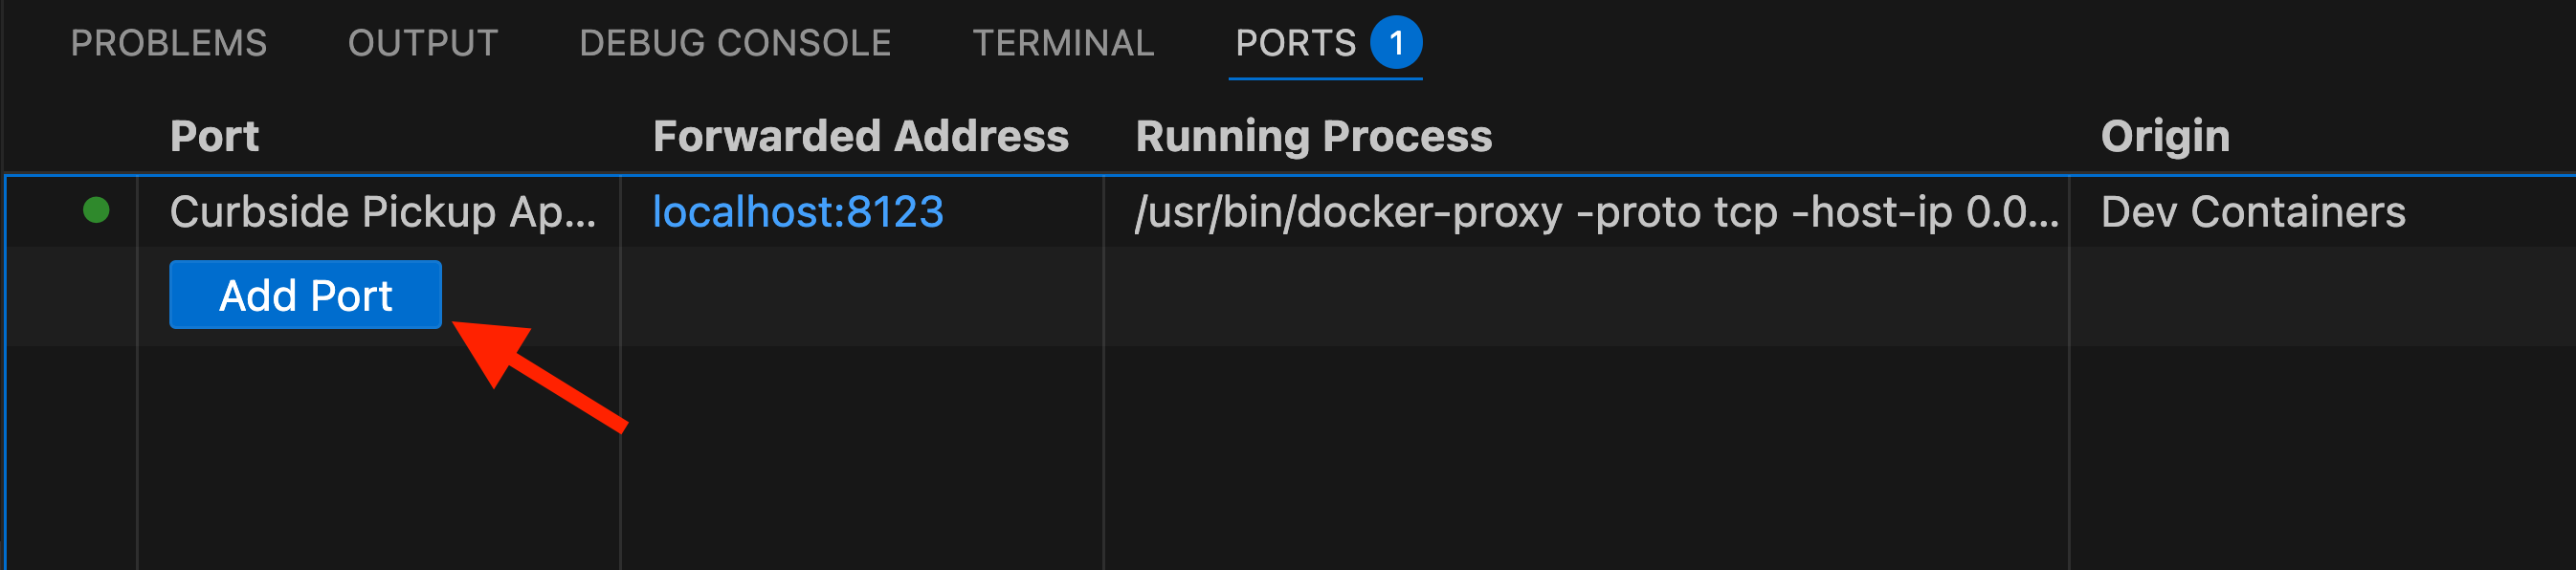 PROBLEMS OUTPUT DEBUG CONSOLE TERMINAL PORTS 1
Port Forwarded Address Running Process Origin
Curbside Pickup Ap... localhost:8123 /usr/bin/docker-proxy -proto tcp -host-ip 0.0... Dev Containers
Add Port